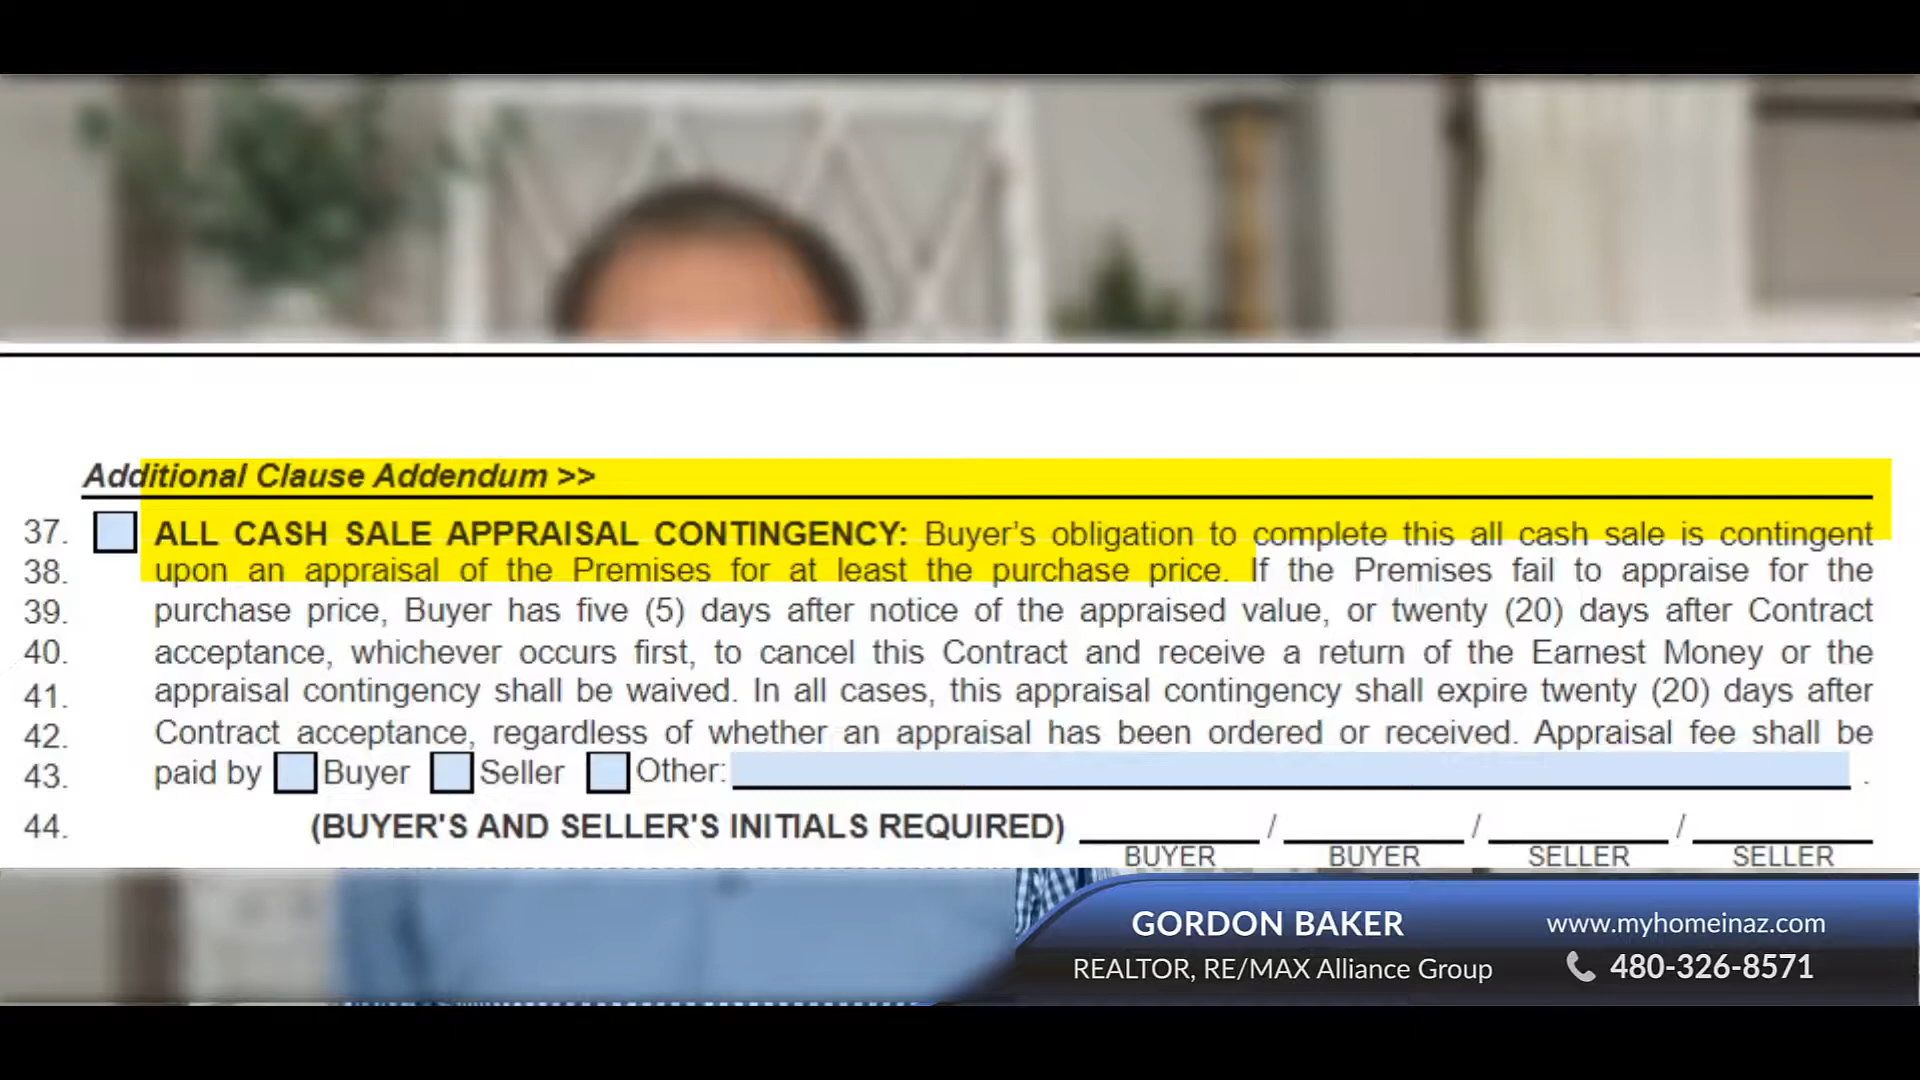 Additional Clause Addendum >>
37. ALL CASH SALE APPRAISAL CONTINGENCY: Buyer's obligation to complete this all cash sale is contingent
38. upon an appraisal of the Premises for at least the purchase price. If the Premises fail to appraise for the
39. purchase price, Buyer has five (5) days after notice of the appraised value, or twenty (20) days after Contract
40. acceptance, whichever occurs first, to cancel this Contract and receive a return of the Earnest Money or the
41. appraisal contingency shall be waived. In all cases, this appraisal contingency shall expire twenty (20) days after
42. Contract acceptance, regardless of whether an appraisal has been ordered or received. Appraisal fee shall be
43. paid by Buyer Seller Other: .
44. (BUYER'S AND SELLER'S INITIALS REQUIRED) / / /
BUYER BUYER SELLER SELLER
GORDON BAKER www.myhomeinaz.com
REALTOR, RE/MAX Alliance Group 480-326-8571